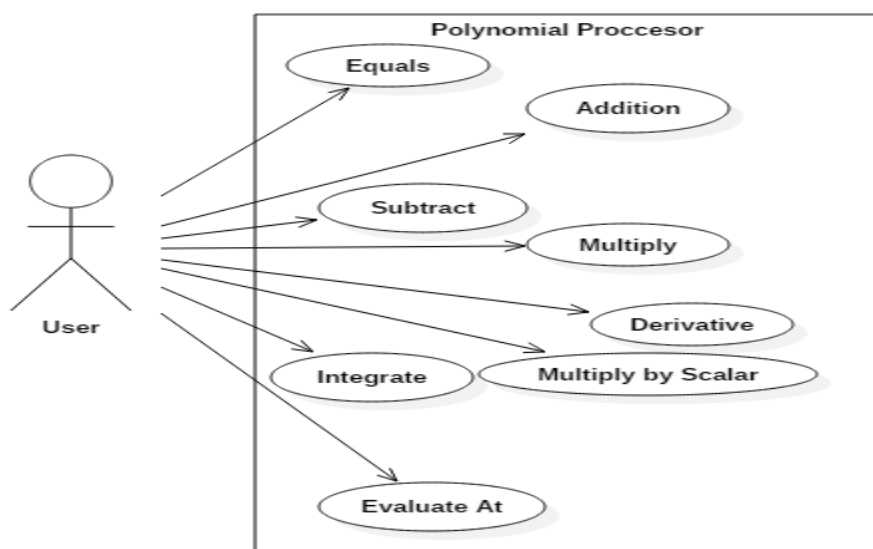 Polynomial Proccesor
Equals
Addition
Subtract
Multiply
User
Derivative
Integrate
Multiply by Scalar
Evaluate At